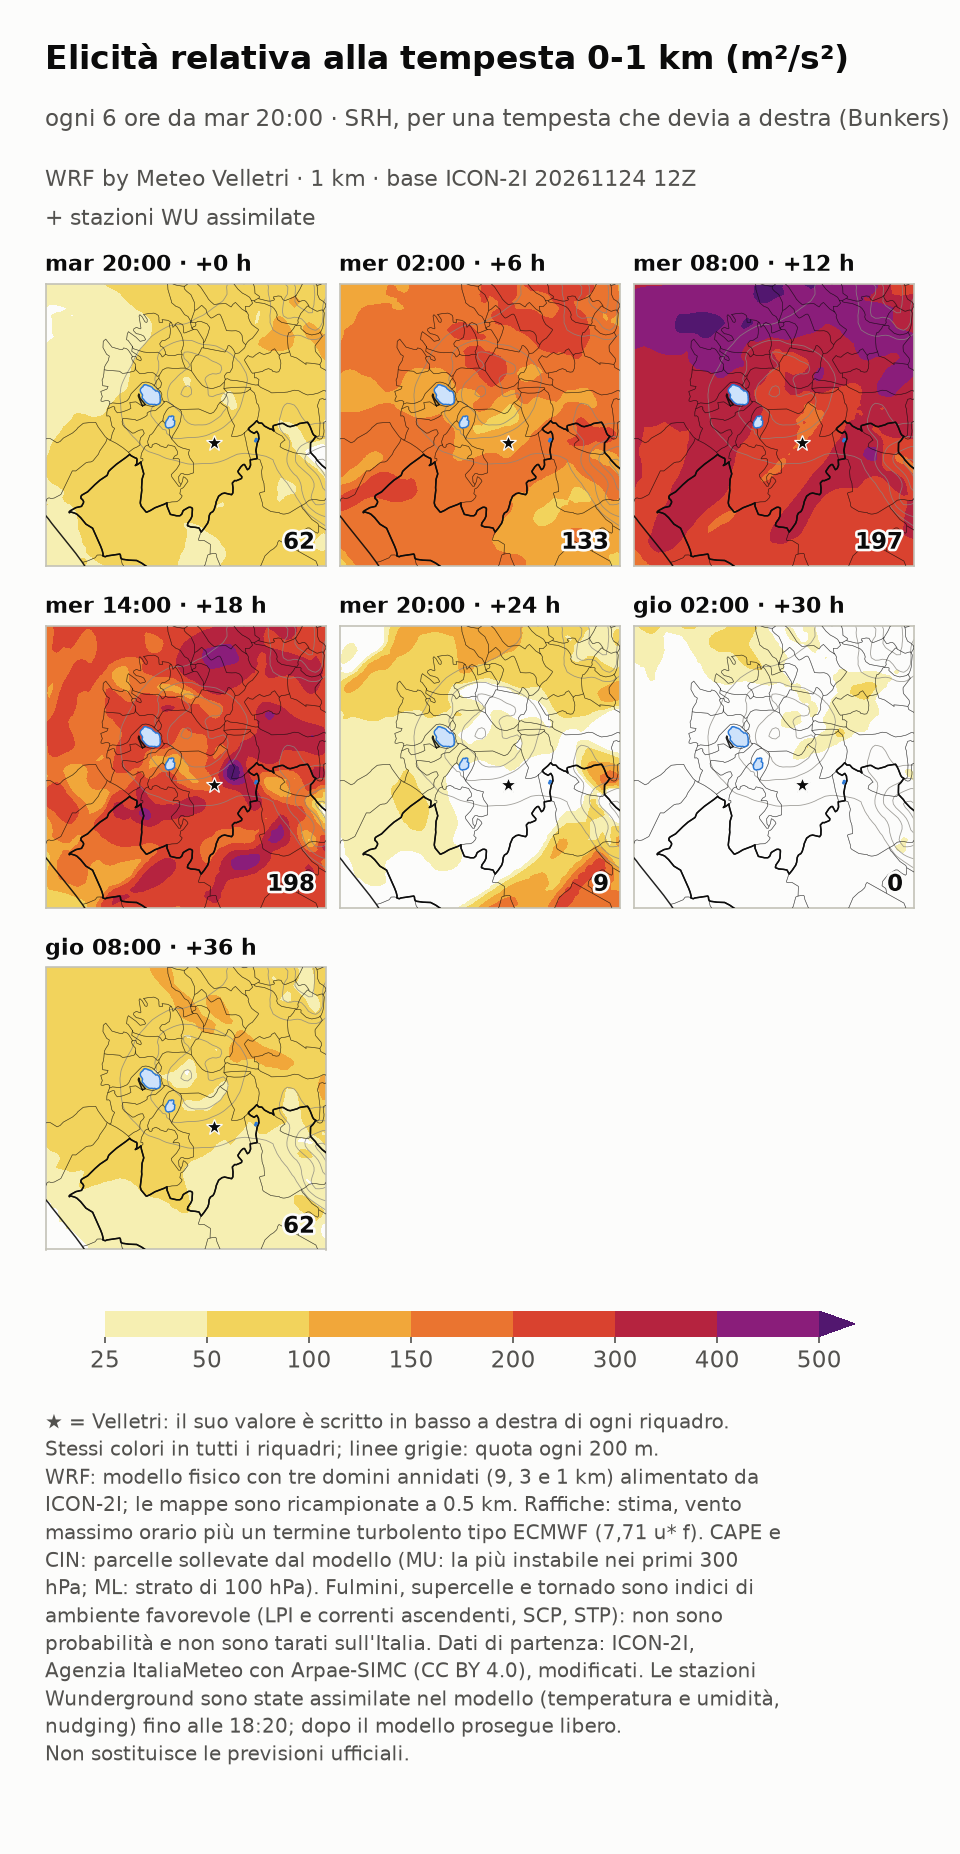 Elicità relativa alla tempesta 0-1 km (m²/s²)
ogni 6 ore da mar 20:00 · SRH, per una tempesta che devia a destra (Bunkers)
WRF by Meteo Velletri · 1 km · base ICON-2I 20261124 12Z
+ stazioni WU assimilate
mar 20:00 · +0 h
mer 02:00 · +6 h
mer 08:00 · +12 h
62
133
197
mer 14:00 · +18 h
mer 20:00 · +24 h
gio 02:00 · +30 h
198
9
0
gio 08:00 · +36 h
62
25 50 100 150 200 300 400 500
★ = Velletri: il suo valore è scritto in basso a destra di ogni riquadro.
Stessi colori in tutti i riquadri; linee grigie: quota ogni 200 m.
WRF: modello fisico con tre domini annidati (9, 3 e 1 km) alimentato da
ICON-2I; le mappe sono ricampionate a 0.5 km. Raffiche: stima, vento
massimo orario più un termine turbolento tipo ECMWF (7,71 u* f). CAPE e
CIN: parcelle sollevate dal modello (MU: la più instabile nei primi 300
hPa; ML: strato di 100 hPa). Fulmini, supercelle e tornado sono indici di
ambiente favorevole (LPI e correnti ascendenti, SCP, STP): non sono
probabilità e non sono tarati sull'Italia. Dati di partenza: ICON-2I,
Agenzia ItaliaMeteo con Arpae-SIMC (CC BY 4.0), modificati. Le stazioni
Wunderground sono state assimilate nel modello (temperatura e umidità,
nudging) fino alle 18:20; dopo il modello prosegue libero.
Non sostituisce le previsioni ufficiali.